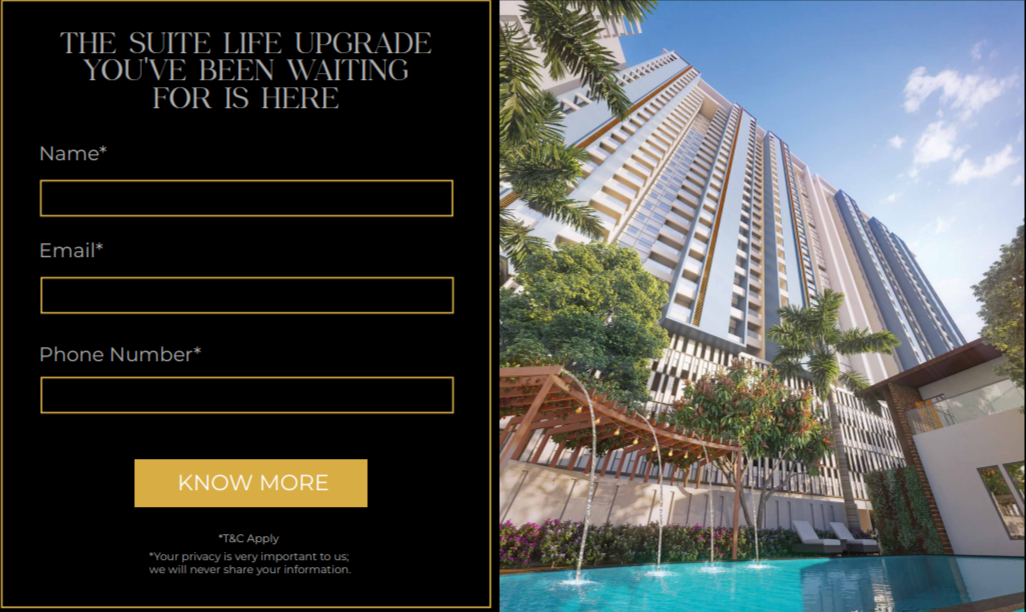 THE SUITE LIFE UPGRADE
YOU'VE BEEN WAITING
FOR IS HERE
Name*
Email*
Phone Number*
KNOW MORE
*T&C Apply
*Your privacy is very important to us;
we will never share your information.